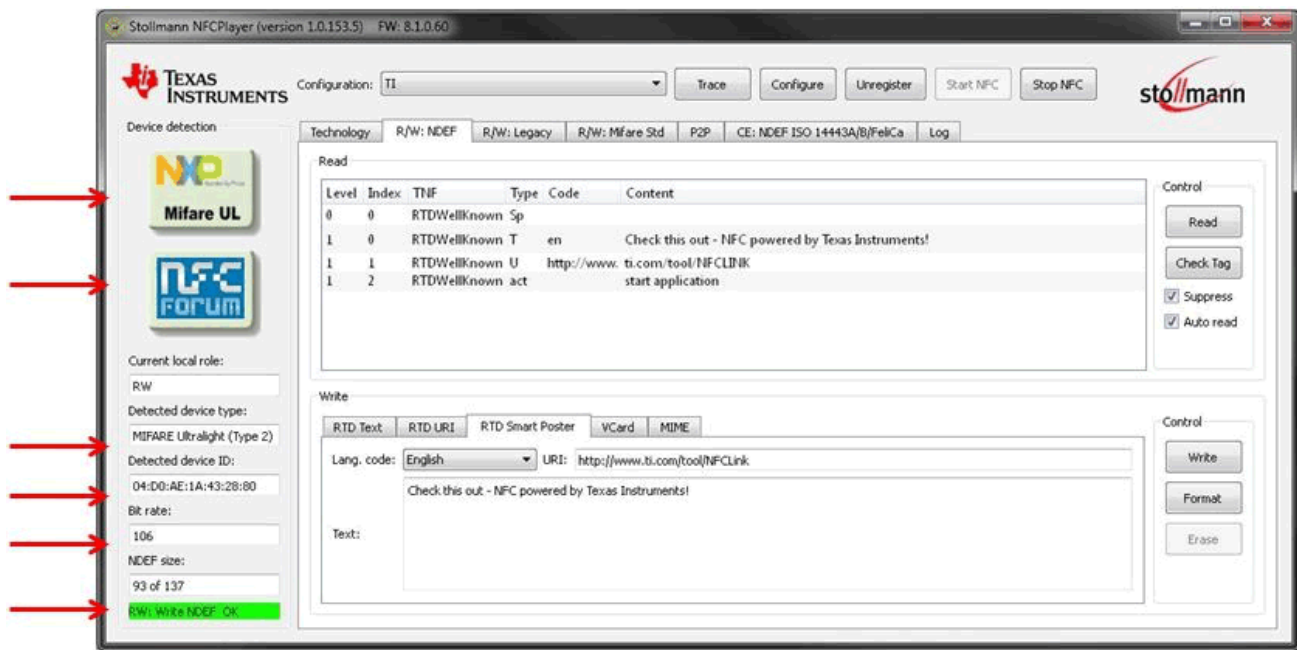 Stollmann NFCPlayer (version 1.0.153.5) FW: 8.1.0.60
TEXAS INSTRUMENTS
Configuration: TI Trace Configure Unregister Start NFC Stop NFC
stollmann
Device detection
NXP
Mifare UL
NFC
FORUM
Current local role:
RW
Detected device type:
MIFARE Ultralight (Type 2)
Detected device ID:
04:D0:AE:1A:43:28:80
Bit rate:
106
NDEF size:
93 of 137
RW: Write NDEF OK
Technology R/W: NDEF R/W: Legacy R/W: Mifare Std P2P CE: NDEF ISO 14443A/B/FeliCa Log
Read
Level Index TNF Type Code Content
0 0 RTDWellKnown Sp
1 0 RTDWellKnown T en Check this out - NFC powered by Texas Instruments!
1 1 RTDWellKnown U http://www. ti.com/tool/NFCLINK
1 2 RTDWellKnown act start application
Control
Read
Check Tag
Suppress
Auto read
Write
RTD Text RTD URI RTD Smart Poster VCard MIME
Lang. code: English URI: http://www.ti.com/tool/NFCLink
Text: Check this out - NFC powered by Texas Instruments!
Control
Write
Format
Erase